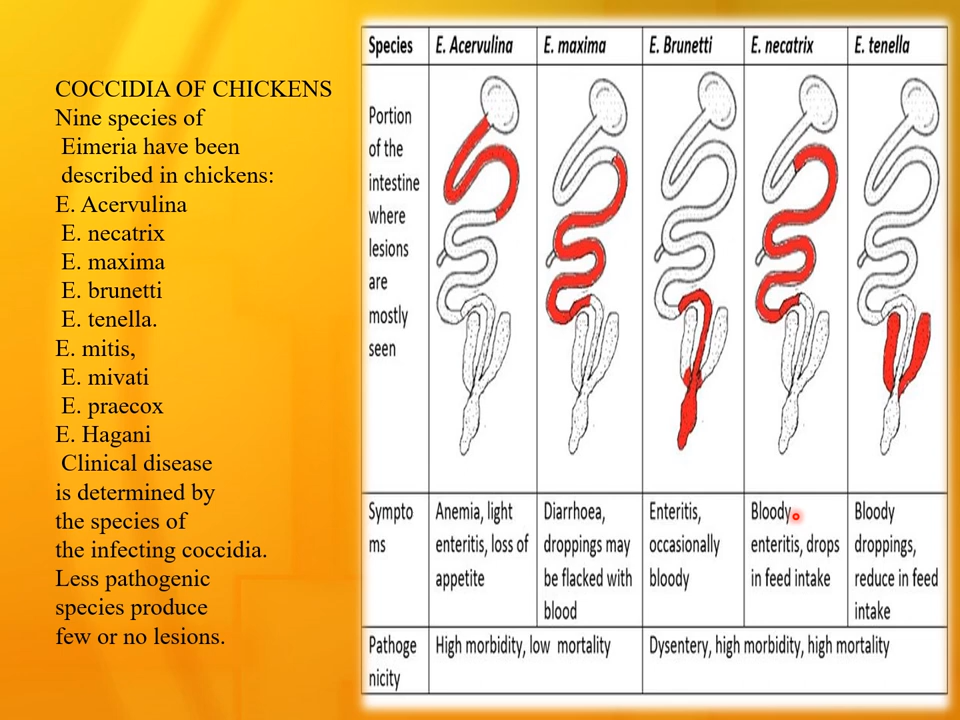 COCCIDIA OF CHICKENS
Nine species of
Eimeria have been
described in chickens:
E. Acervulina
E. necatrix
E. maxima
E. brunetti
E. tenella.
E. mitis,
E. mivati
E. praecox
E. Hagani
Clinical disease
is determined by
the species of
the infecting coccidia.
Less pathogenic
species produce
few or no lesions.
Species E. Acervulina E. maxima E. Brunetti E. necatrix E. tenella
Portion
of the
intestine
where
lesions
are
mostly
seen
Sympto
ms
Anemia, light
enteritis, loss of
appetite
Diarrhoea,
droppings may
be flacked with
blood
Enteritis,
occasionally
bloody
Bloody
enteritis, drops
in feed intake
Bloody
droppings,
reduce in feed
intake
Pathoge
nicity
High morbidity, low mortality
Dysentery, high morbidity, high mortality